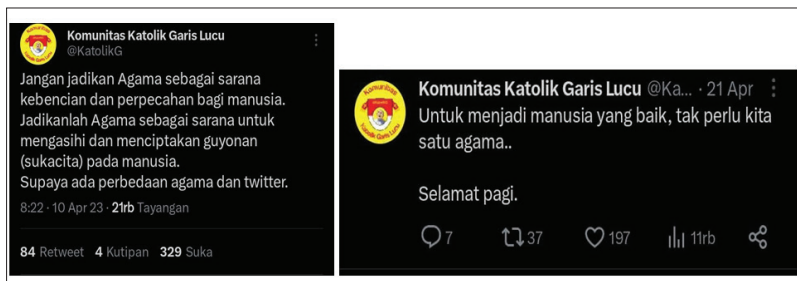 Komunitas Katolik Garis Lucu
@KatolikG
Jangan jadikan Agama sebagai sarana
kebencian dan perpecahan bagi manusia.
Jadikanlah Agama sebagai sarana untuk
mengasihi dan menciptakan guyonan
(sukacita) pada manusia.
Supaya ada perbedaan agama dan twitter.
8:22 · 10 Apr 23 · 21rb Tayangan
84 Retweet 4 Kutipan 329 Suka
Komunitas Katolik Garis Lucu @Ka... · 21 Apr
Untuk menjadi manusia yang baik, tak perlu kita
satu agama..
Selamat pagi.
7 37 197 11rb